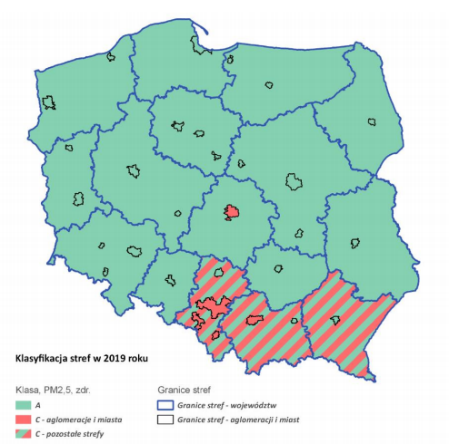 Klasyfikacja stref w 2019 roku
Klasa, PM2,5, zdr.
A
C - aglomeracje i miasta
C - pozostałe strefy
Granice stref
Granice stref - województw
Granice stref - aglomeracji i miast